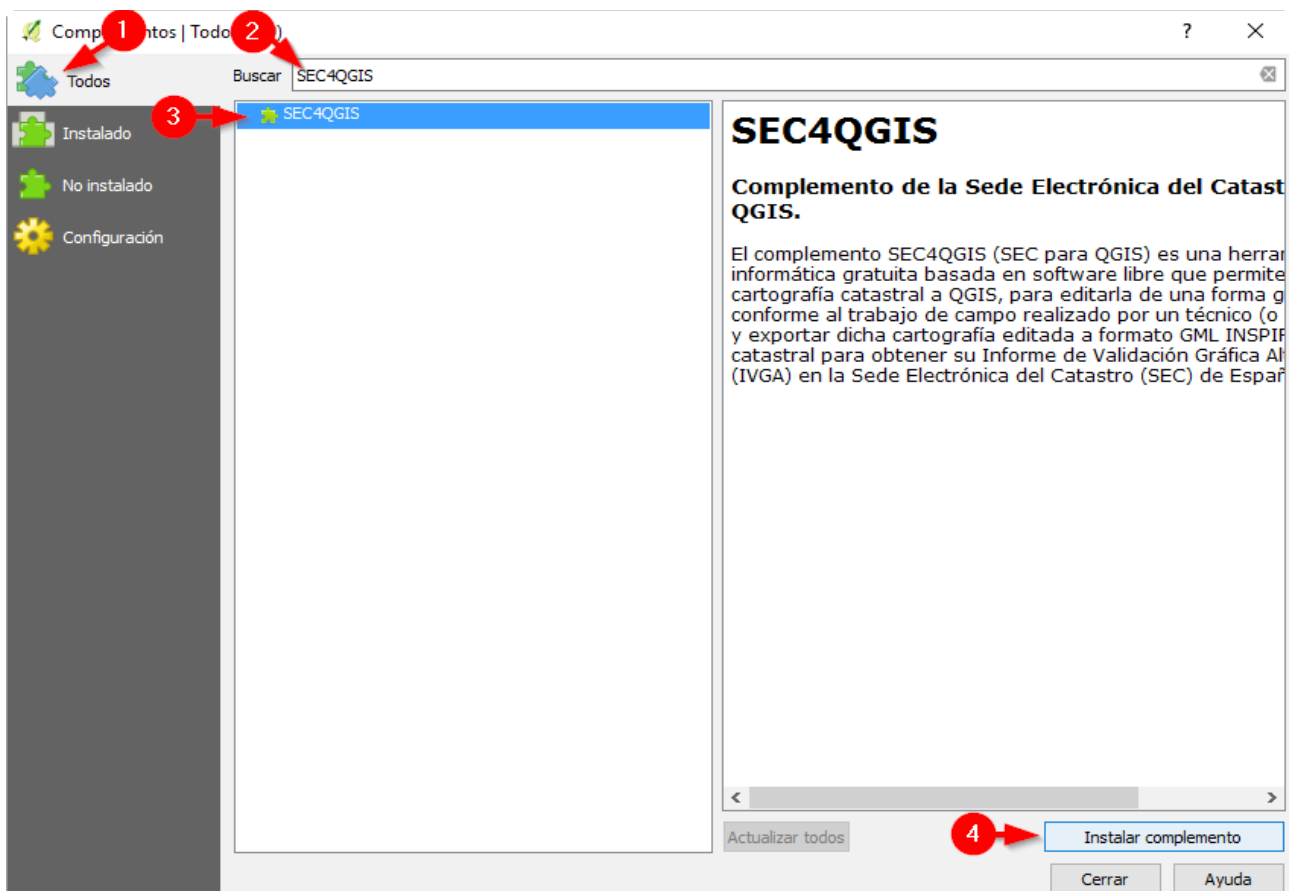 Comp ntos | Todo )
?
1
2
Todos
Buscar SEC4QGIS
3
SEC4QGIS
Instalado
No instalado
Configuración
SEC4QGIS
Complemento de la Sede Electrónica del Catast
QGIS.
El complemento SEC4QGIS (SEC para QGIS) es una herrar
informática gratuita basada en software libre que permite
cartografía catastral a QGIS, para editarla de una forma g
conforme al trabajo de campo realizado por un técnico (o
y exportar dicha cartografía editada a formato GML INSPIF
catastral para obtener su Informe de Validación Gráfica Al
(IVGA) en la Sede Electrónica del Catastro (SEC) de Españ
Actualizar todos
4
Instalar complemento
Cerrar
Ayuda